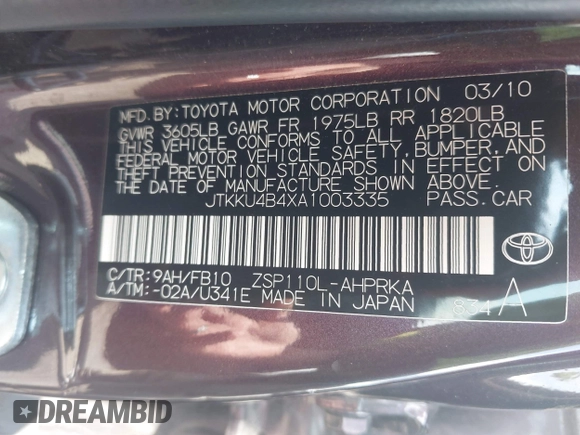 MFD. BY: TOYOTA MOTOR CORPORATION 03/10
GVWR 3605LB GAWR FR 1975LB RR 1820LB
THIS VEHICLE CONFORMS TO ALL APPLICABLE
FEDERAL MOTOR VEHICLE SAFETY, BUMPER, AND
THEFT PREVENTION STANDARDS IN EFFECT ON
THE DATE OF MANUFACTURE SHOWN ABOVE.
JTKKU4B4XA1003335 PASS. CAR
C/TR: 9AH/FB10 ZSP110L-AHPRKA
A/TM: -02A/U341E MADE IN JAPAN A
TOYOTA
DREAMBID